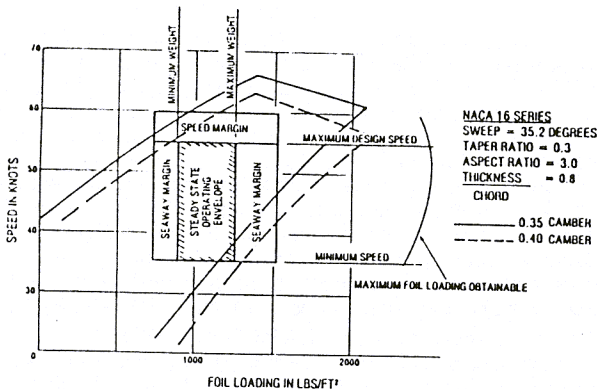 MINIMUM WEIGHT
MAXIMUM WEIGHT
70
60
50
40
30
0
SPEED IN KNOTS
SPEED MARGIN
SEAWAY MARGIN
STEADY STATE
OPERATING
ENVELOPE
SEAWAY MARGIN
MAXIMUM DESIGN SPEED
MINIMUM SPEED
MAXIMUM FOIL LOADING OBTAINABLE
1000
2000
FOIL LOADING IN LBS/FT²
NACA 16 SERIES
SWEEP = 35.2 DEGREES
TAPER RATIO = 0.3
ASPECT RATIO = 3.0
THICKNESS = 0.8
CHORD
0.35 CAMBER
0.40 CAMBER